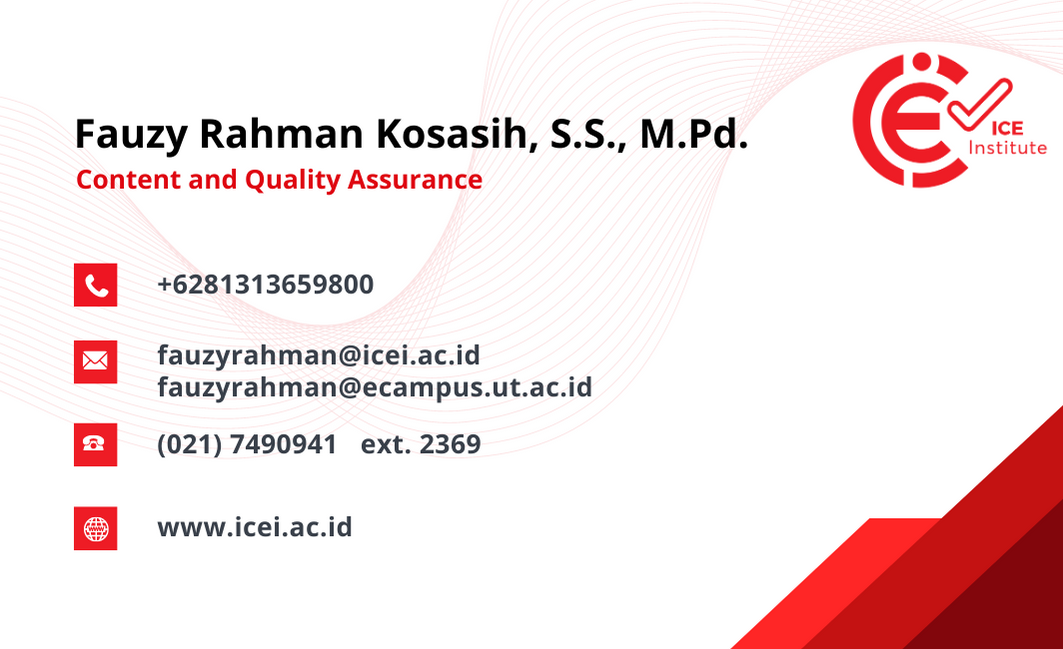 Fauzy Rahman Kosasih, S.S., M.Pd.
Content and Quality Assurance
ICE
Institute
+6281313659800
fauzyrahman@icei.ac.id
fauzyrahman@ecampus.ut.ac.id
(021) 7490941 ext. 2369
www.icei.ac.id